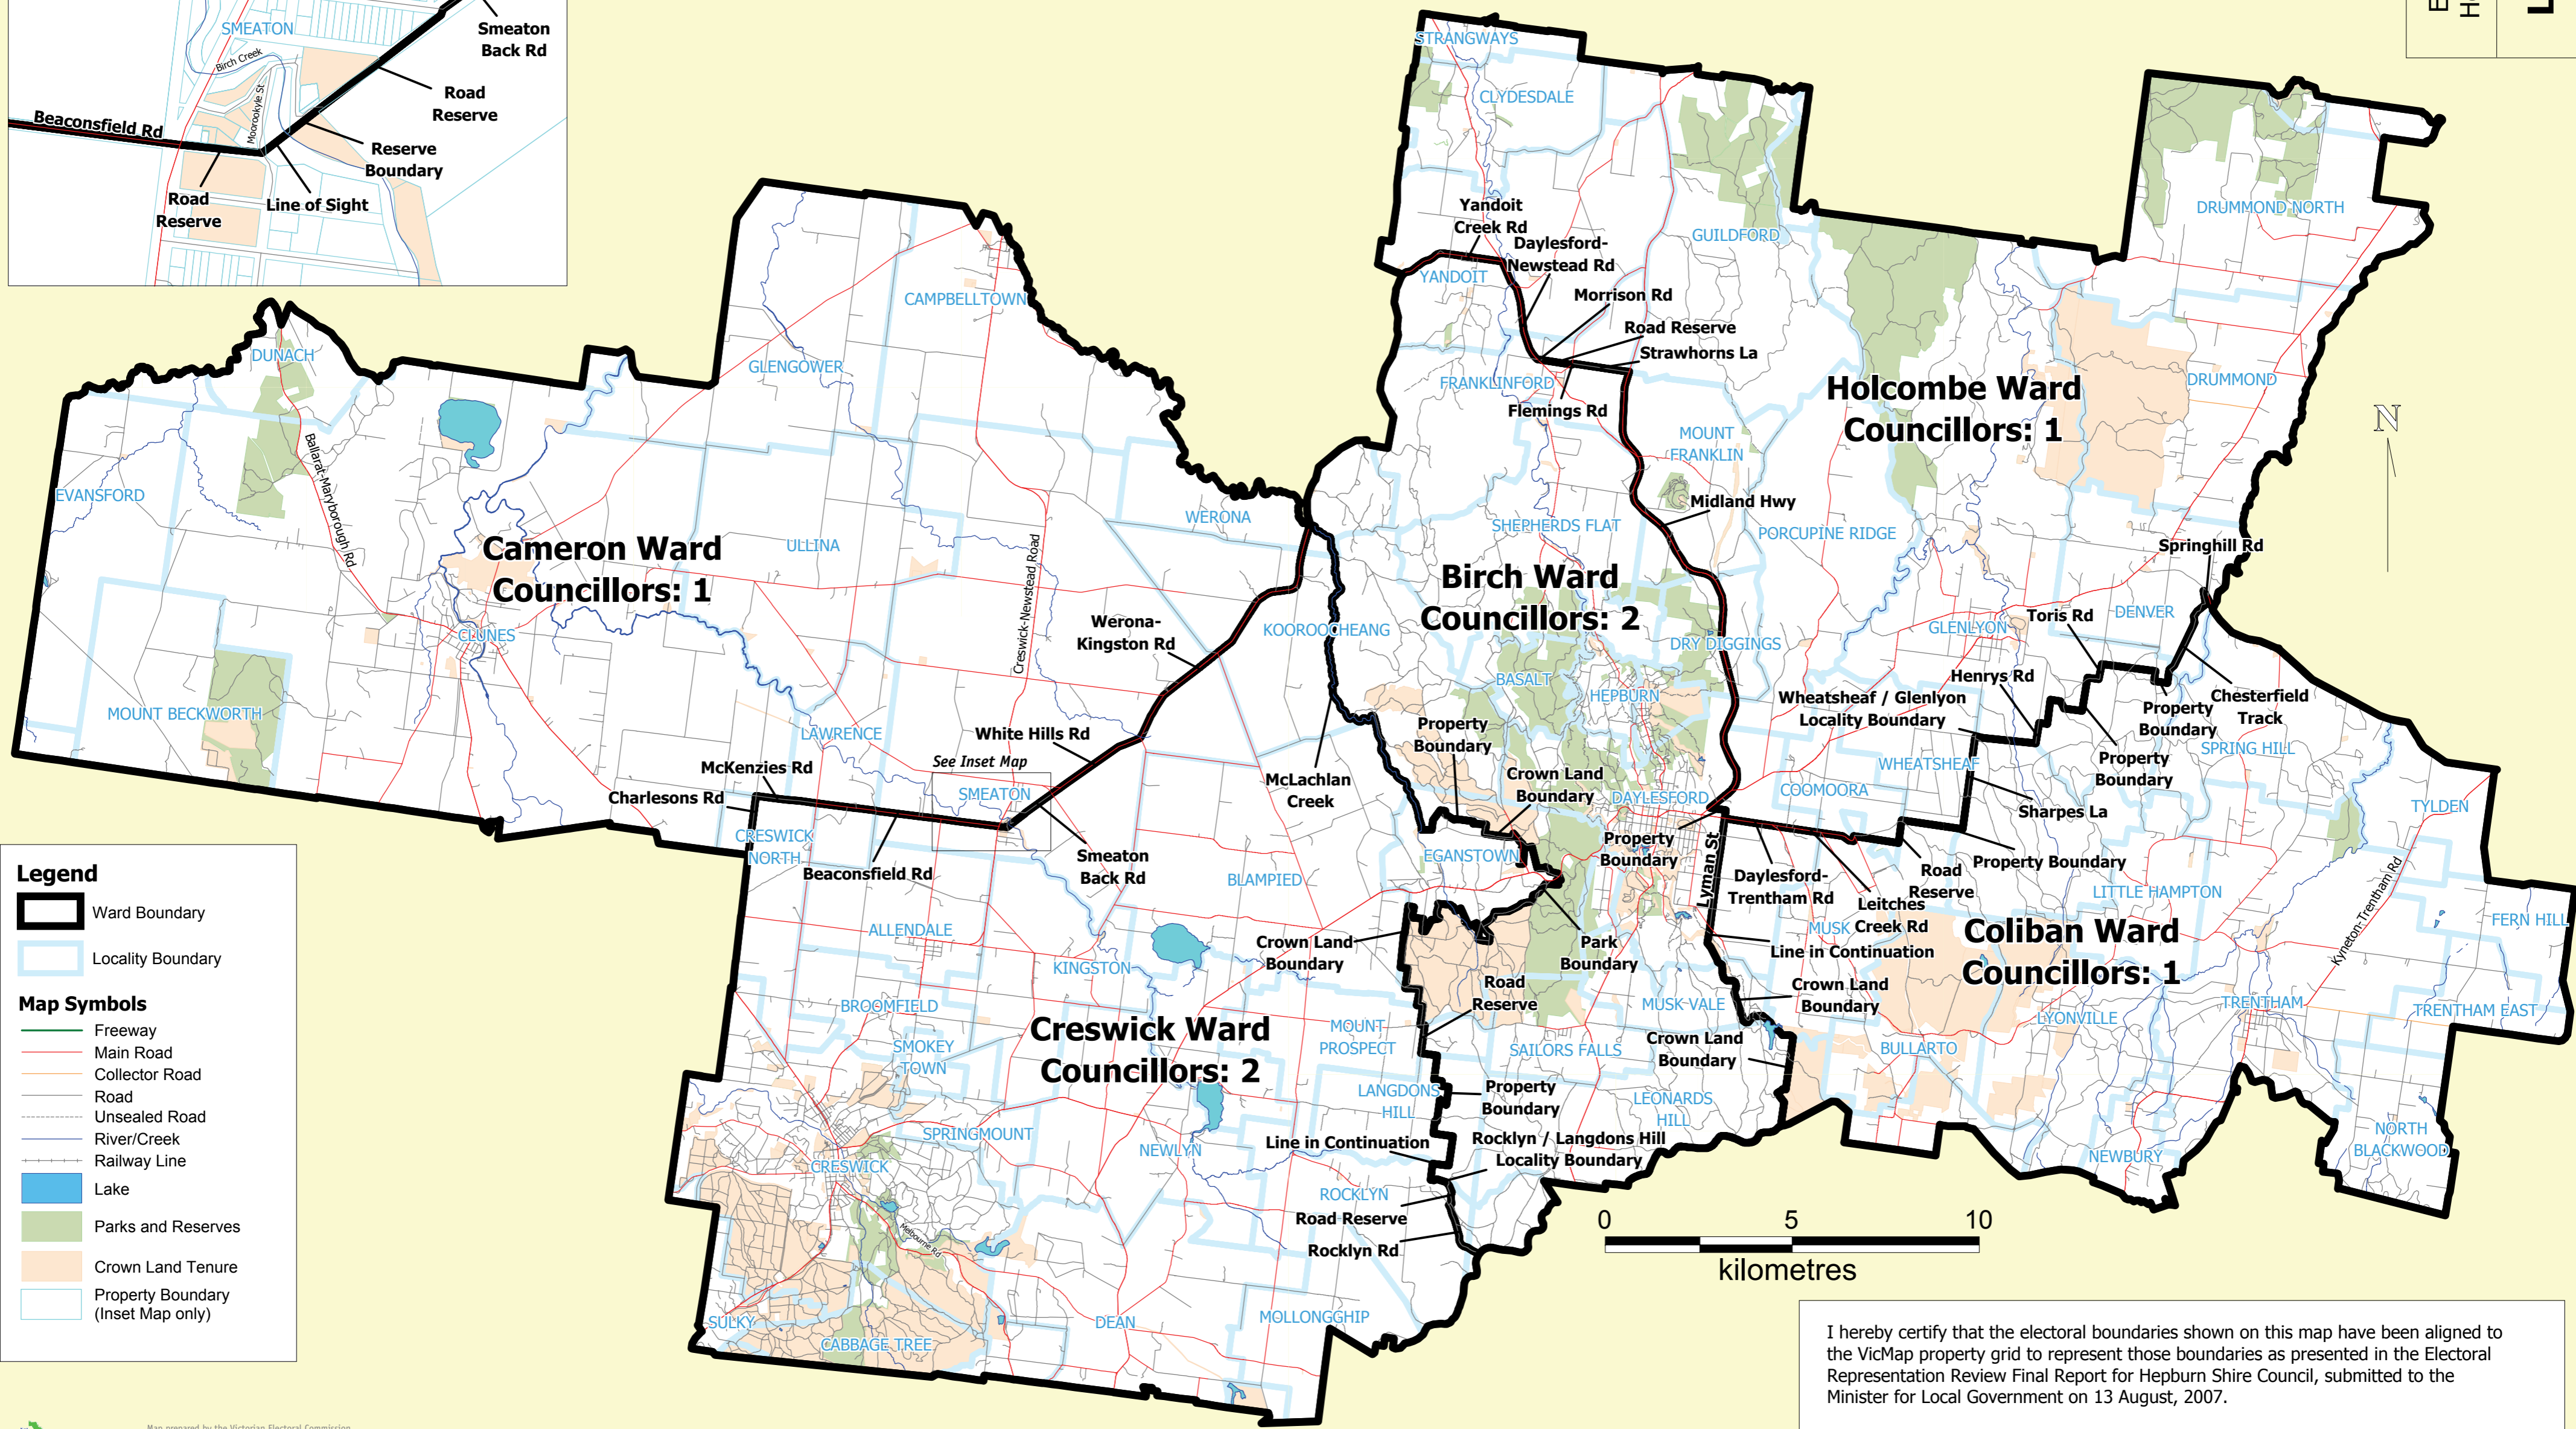 SMEATON
Birch Creek
Moorookyle St
Beaconsfield Rd
Smeaton
Back Rd
Road
Reserve
Reserve
Boundary
Road
Reserve
Line of Sight
STRANGWAYS
CLYDESDALE
Yandoit
Creek Rd
Daylesford-
Newstead Rd
YANDOIT
GUILDFORD
Morrison Rd
Road Reserve
Strawhorns La
FRANKLINFORD
Flemings Rd
DRUMMOND NORTH
Holcombe Ward
Councillors: 1
DRUMMOND
N
MOUNT
FRANKLIN
Midland Hwy
SHEPHERDS FLAT
PORCUPINE RIDGE
Springhill Rd
CAMPBELLTOWN
DUNACH
GLENGOWER
Ballarat-Maryborough Rd
EVANSFORD
WERONA
Cameron Ward
Councillors: 1
ULLINA
Creswick-Newstead Road
Birch Ward
Councillors: 2
Werona-
Kingston Rd
KOOROOCHEANG
CLUNES
DRY DIGGINGS
GLENLYON
Toris Rd
DENVER
BASALT
HEPBURN
Henrys Rd
Wheatsheaf / Glenlyon
Locality Boundary
Property
Boundary
Chesterfield
Track
MOUNT BECKWORTH
LAWRENCE
White Hills Rd
Property
Boundary
Property
Boundary
SPRING HILL
See Inset Map
McKenzies Rd
Charlesons Rd
SMEATON
McLachlan
Creek
Crown Land
Boundary
DAYLESFORD
COOMOORA
WHEATSHEAF
Sharpes La
TYLDEN
CRESWICK
NORTH
Beaconsfield Rd
Smeaton
Back Rd
BLAMPIED
EGANSTOWN
Property
Boundary
Lyman St
Daylesford-
Trentham Rd
Leitches
Creek Rd
Road
Reserve
Property Boundary
LITTLE HAMPTON
Kyneton-Trentham Rd
FERN HILL
Legend
Ward Boundary
Locality Boundary
Map Symbols
Freeway
Main Road
Collector Road
Road
Unsealed Road
River/Creek
Railway Line
Lake
Parks and Reserves
Crown Land Tenure
Property Boundary
(Inset Map only)
ALLENDALE
KINGSTON
Crown Land
Boundary
Park
Boundary
MUSK
Line in Continuation
Coliban Ward
Councillors: 1
BROOMFIELD
Road
Reserve
MUSK VALE
Crown Land
Boundary
TRENTHAM
TRENTHAM EAST
LYONVILLE
Creswick Ward
Councillors: 2
MOUNT
PROSPECT
SMOKEY
TOWN
SAILORS FALLS
Crown Land
Boundary
BULLARTO
LANGDONS
HILL
Property
Boundary
LEONARDS
HILL
SPRINGMOUNT
NEWLYN
Line in Continuation
Rocklyn / Langdons Hill
Locality Boundary
NEWBURY
NORTH
BLACKWOOD
CRESWICK
ROCKLYN
Road Reserve
Rocklyn Rd
Melbourne Rd
0 5 10
kilometres
SULKY
CABBAGE TREE
DEAN
MOLLONGGHIP
I hereby certify that the electoral boundaries shown on this map have been aligned to
the VicMap property grid to represent those boundaries as presented in the Electoral
Representation Review Final Report for Hepburn Shire Council, submitted to the
Minister for Local Government on 13 August, 2007.
Map prepared by the Victorian Electoral Commission